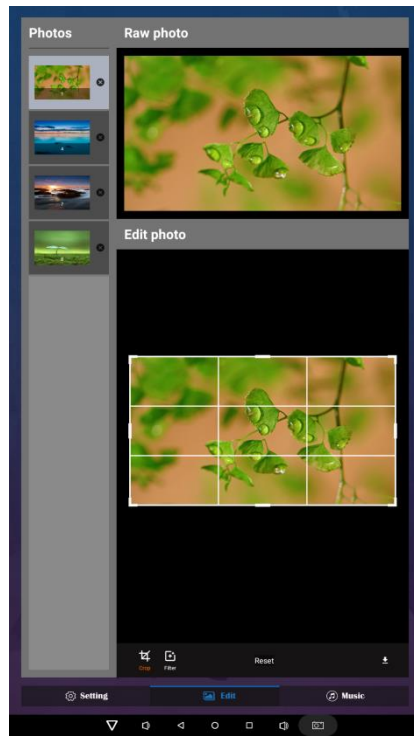 Photos
Raw photo
Edit photo
Crop
Filter
Reset
Setting
Edit
Music